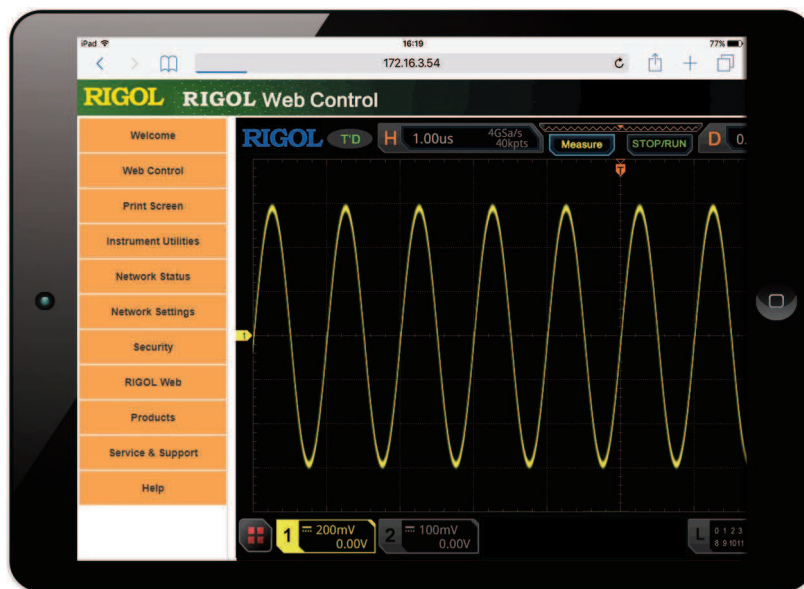 iPad 16:19 77%
172.16.3.54
RIGOL RIGOL Web Control
Welcome
Web Control
Print Screen
Instrument Utilities
Network Status
Network Settings
Security
RIGOL Web
Products
Service & Support
Help
RIGOL T'D H 1.00us 4GSa/s 40kpts Measure STOP/RUN D 0.
T
1
1 200mV 0.00V
2 100mV 0.00V
L 0 1 2 3
8 9 1011